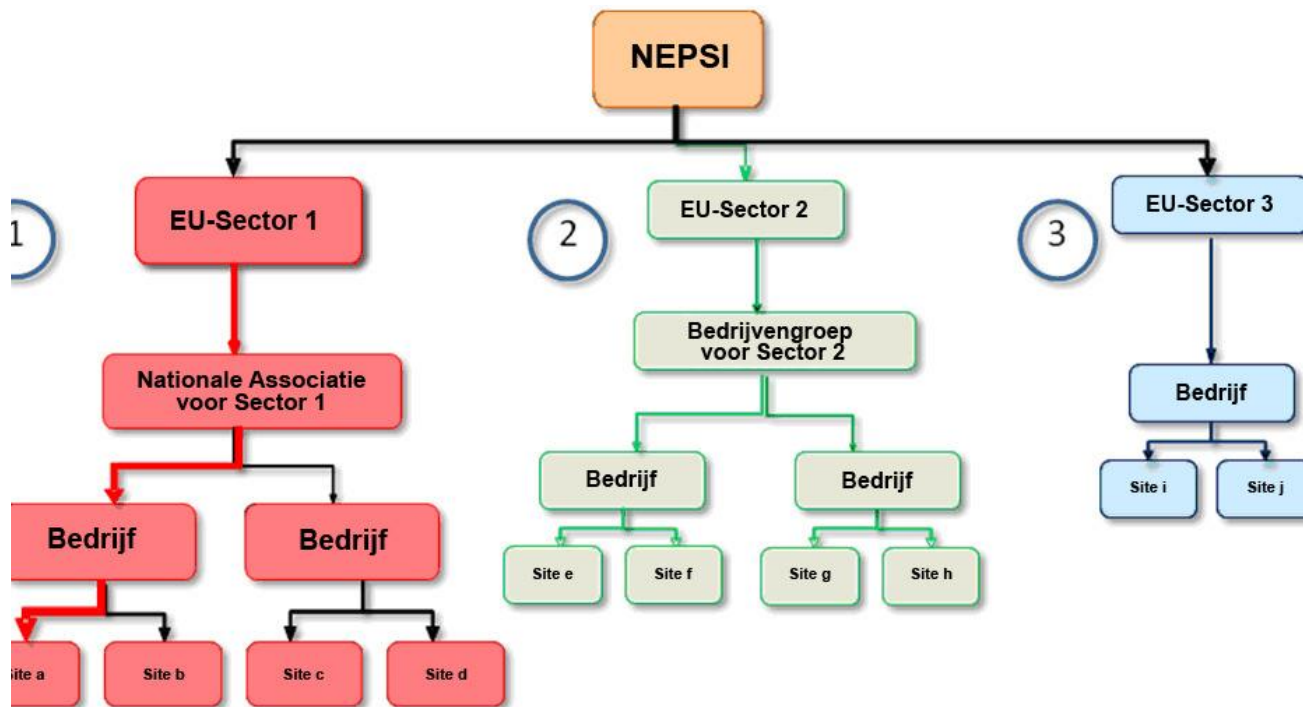 NEPSI
EU-Sector 1
EU-Sector 2
EU-Sector 3
1
2
3
Bedrijvengroep
voor Sector 2
Nationale Associatie
voor Sector 1
Bedrijf
Bedrijf
Bedrijf
Site i
Site j
Bedrijf
Bedrijf
Site e
Site f
Site g
Site h
Site a
Site b
Site c
Site d